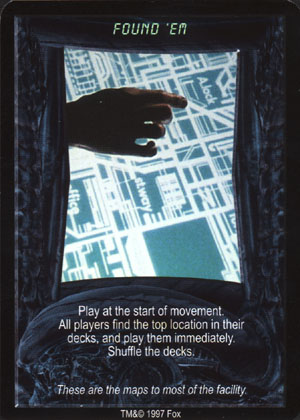 FOUND 'EM
A lock
Play at the start of movement.
All players find the top location in their
decks, and play them immediately.
Shuffle the decks.
These are the maps to most of the facility.
TM&© 1997 Fox